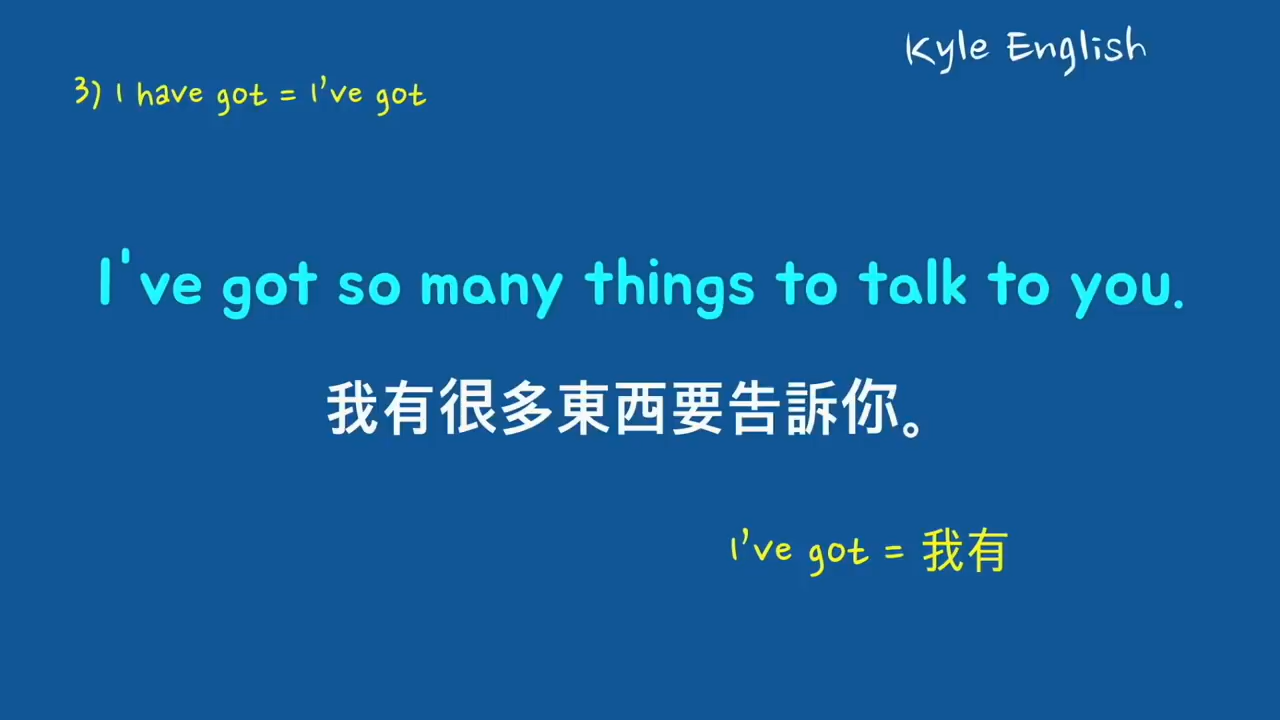 Kyle English
3) I have got = I've got
I've got so many things to talk to you.
我有很多東西要告訴你。
I've got = 我有